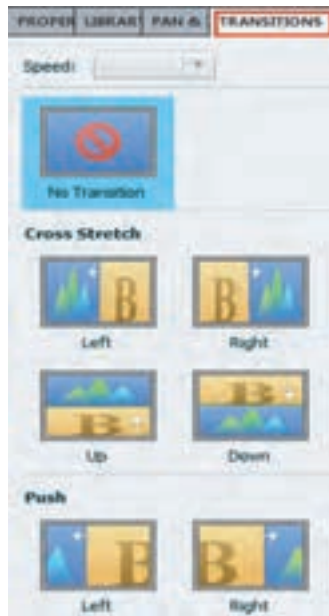 PROPER LIBRAR PAN & TRANSITIONS
Speed:
No Transition
Cross Stretch
B B
Left Right
B B
Up Down
Push
B B
Left Right